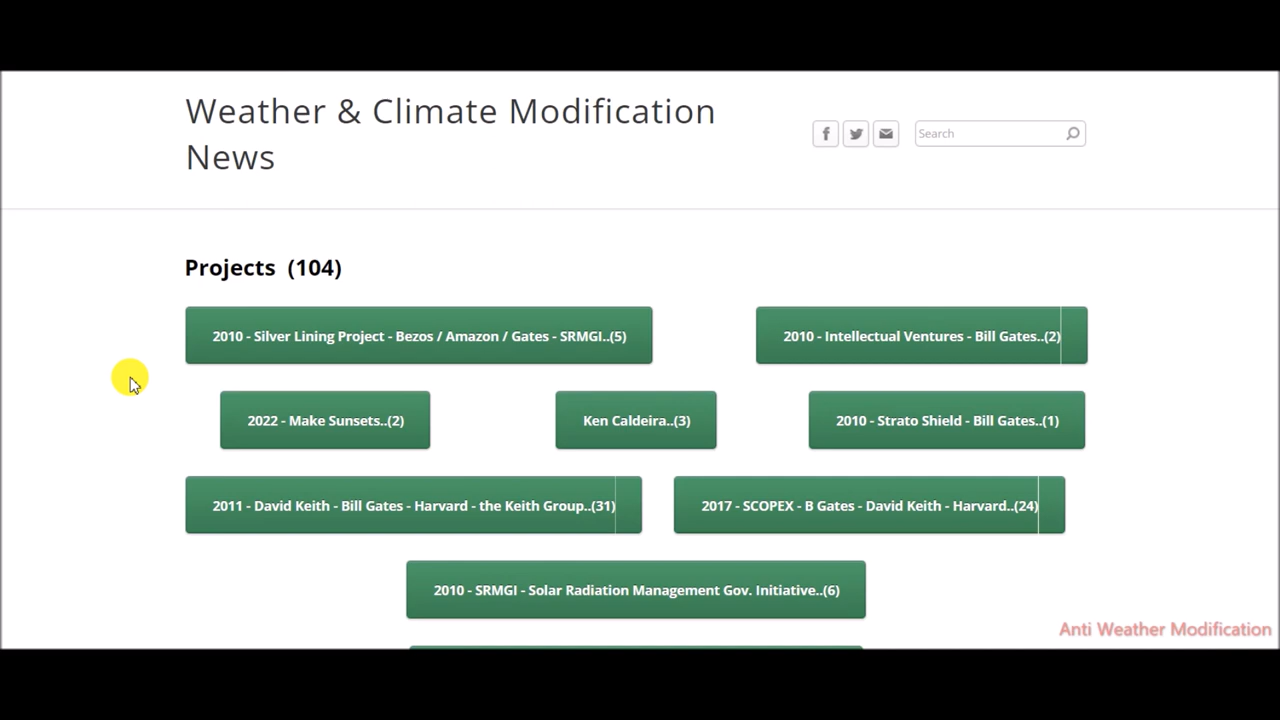 Weather & Climate Modification
News
Search
Projects (104)
2010 - Silver Lining Project - Bezos / Amazon / Gates - SRMGI..(5)
2010 - Intellectual Ventures - Bill Gates..(2)
2022 - Make Sunsets..(2)
Ken Caldeira..(3)
2010 - Strato Shield - Bill Gates..(1)
2011 - David Keith - Bill Gates - Harvard - the Keith Group..(31)
2017 - SCOPEX - B Gates - David Keith - Harvard..(24)
2010 - SRMGI - Solar Radiation Management Gov. Initiative..(6)
Anti Weather Modification